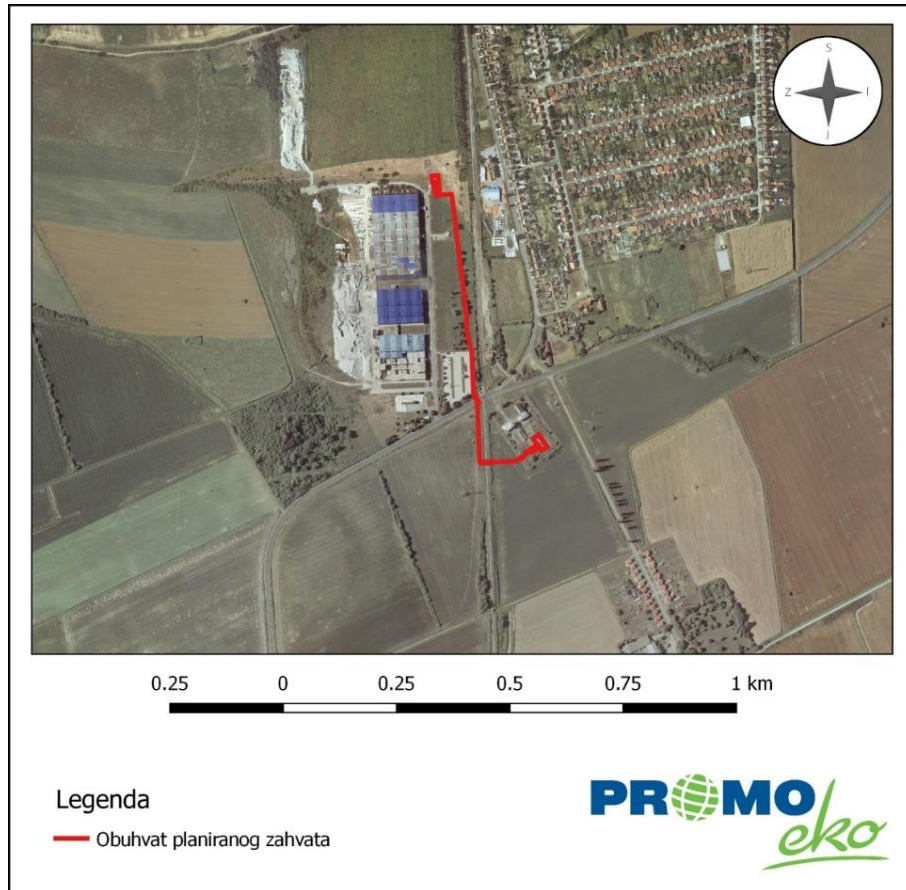 S
Z I
J
0.25 0 0.25 0.5 0.75 1 km
Legenda
Obuhvat planiranog zahvata
PROMO
eko